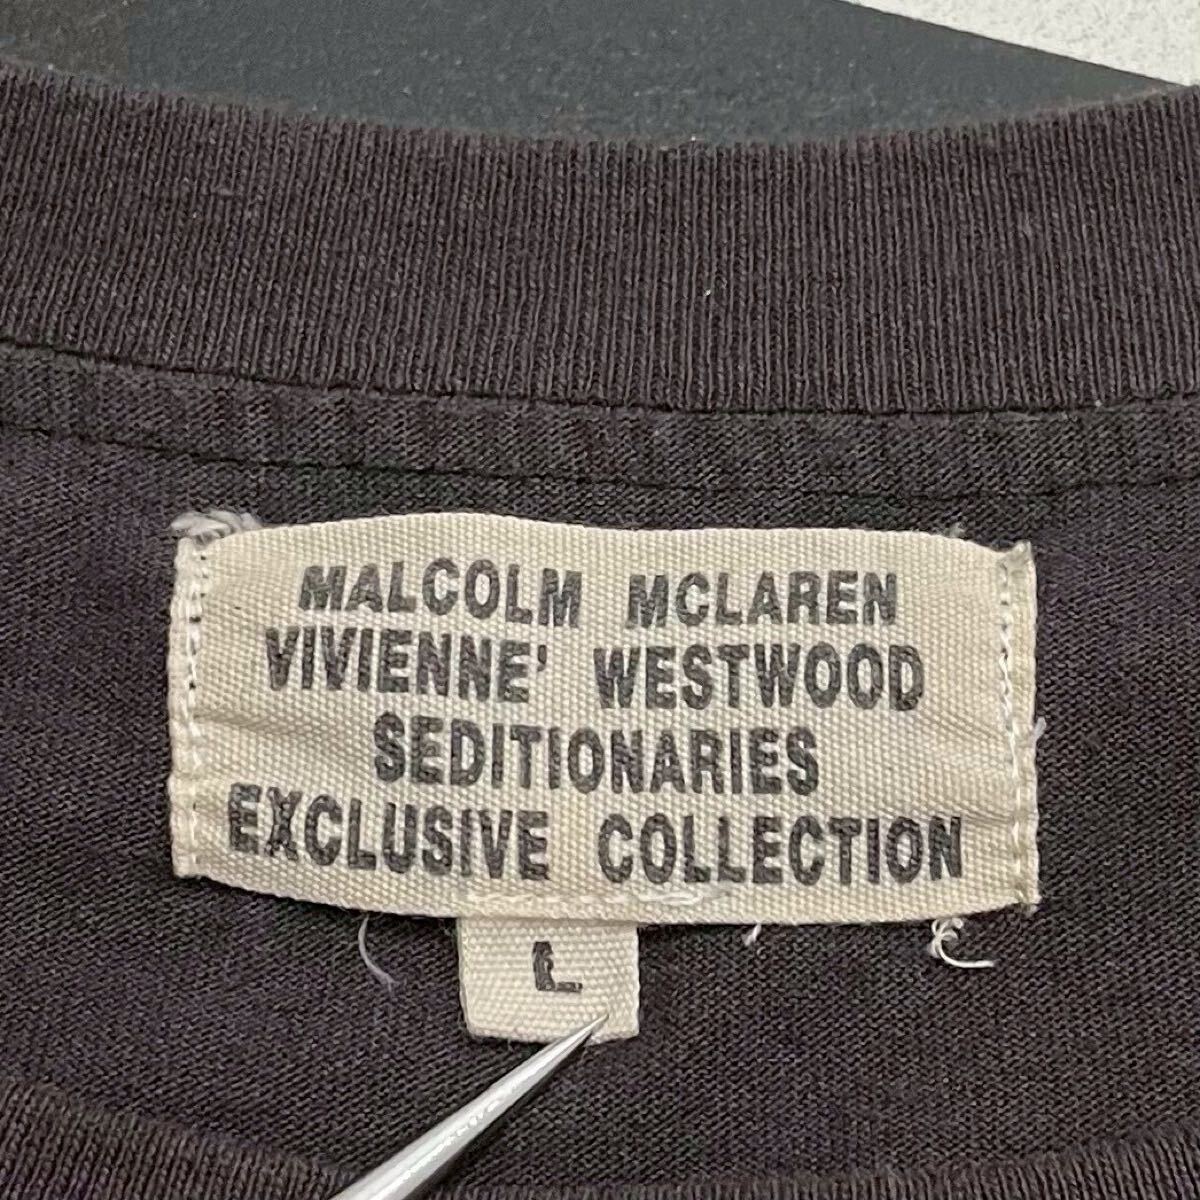 MALCOLM MCLAREN
VIVIENNE' WESTWOOD
SEDITIONARIES
EXCLUSIVE COLLECTION
L